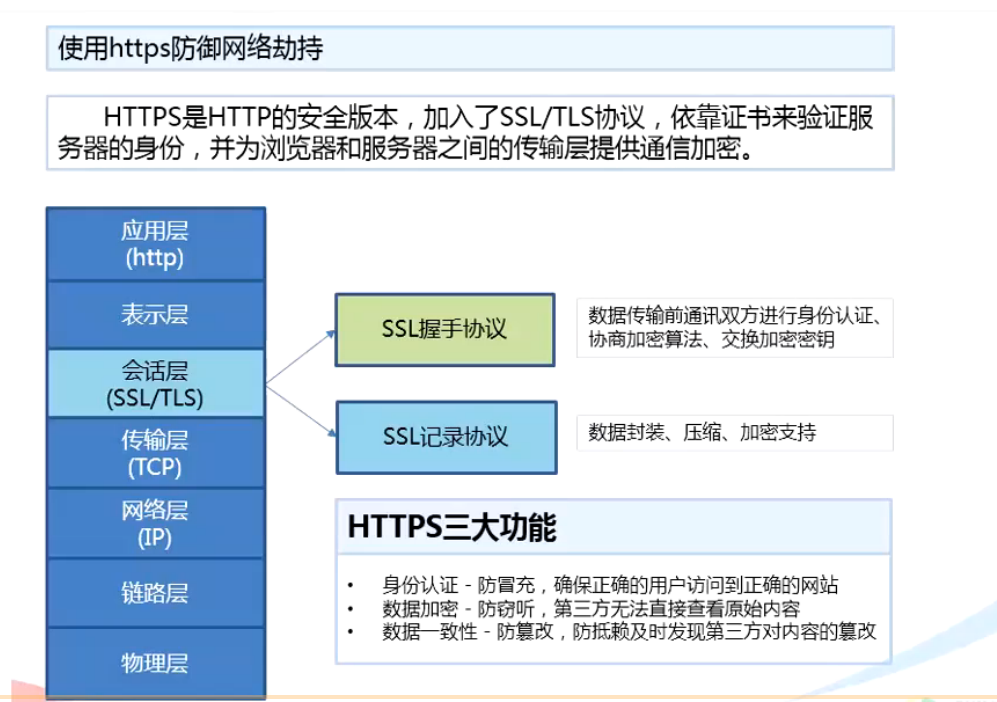 使用https防御网络劫持
HTTPS是HTTP的安全版本，加入了SSL/TLS协议，依靠证书来验证服
务器的身份，并为浏览器和服务器之间的传输层提供通信加密。
应用层
(http)
表示层
会话层
(SSL/TLS)
传输层
(TCP)
网络层
(IP)
链路层
物理层
SSL握手协议
数据传输前通讯双方进行身份认证、
协商加密算法、交换加密密钥
SSL记录协议
数据封装、压缩、加密支持
HTTPS三大功能
• 身份认证 - 防冒充，确保正确的用户访问到正确的网站
• 数据加密 - 防窃听，第三方无法直接查看原始内容
• 数据一致性 - 防篡改，防抵赖及时发现第三方对内容的篡改